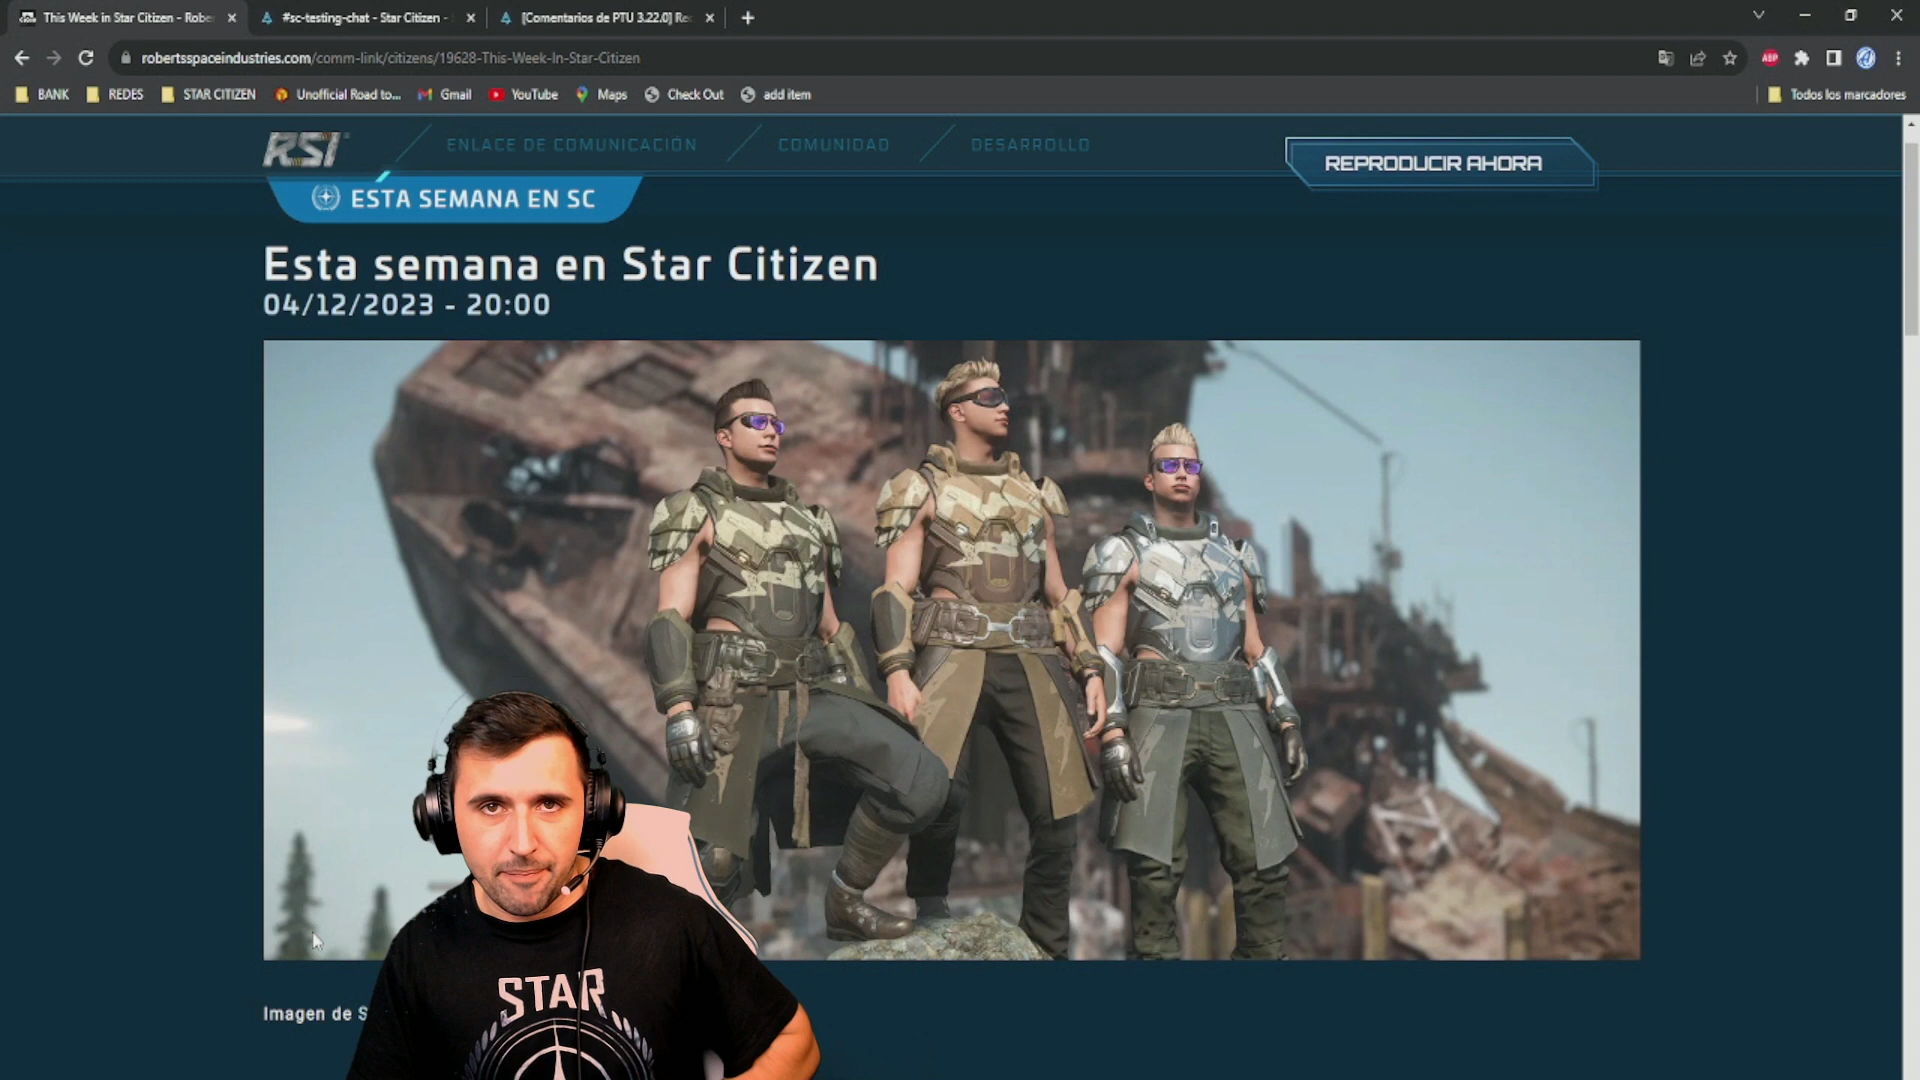 This Week in Star Citizen - Robe
#sc-testing-chat - Star Citizen -
[Comentarios de PTU 3.22.0] Re
robertsspaceindustries.com/comm-link/citizens/19628-This-Week-In-Star-Citizen
ABP
BANK
REDES
STAR CITIZEN
Unofficial Road to...
Gmail
YouTube
Maps
Check Out
add item
Todos los marcadores
RSI
ENLACE DE COMUNICACIÓN
COMUNIDAD
DESARROLLO
REPRODUCIR AHORA
ESTA SEMANA EN SC
Esta semana en Star Citizen
04/12/2023 - 20:00
Imagen de S
STAR